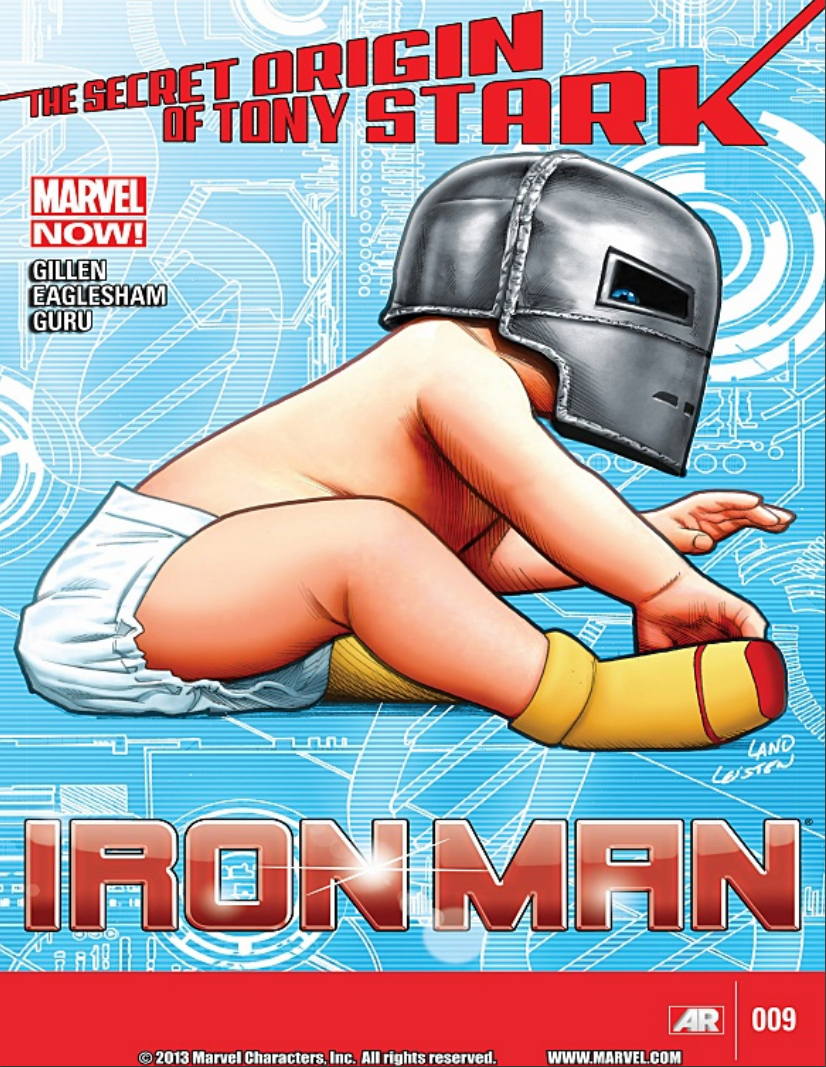 THE SECRET ORIGIN
OF TONY STARK
MARVEL
NOW!
GILLEN
EAGLESHAM
GURU
LAND
LEISTEN
IRON MAN®
AR 009
© 2013 Marvel Characters, Inc. All rights reserved. WWW.MARVEL.COM